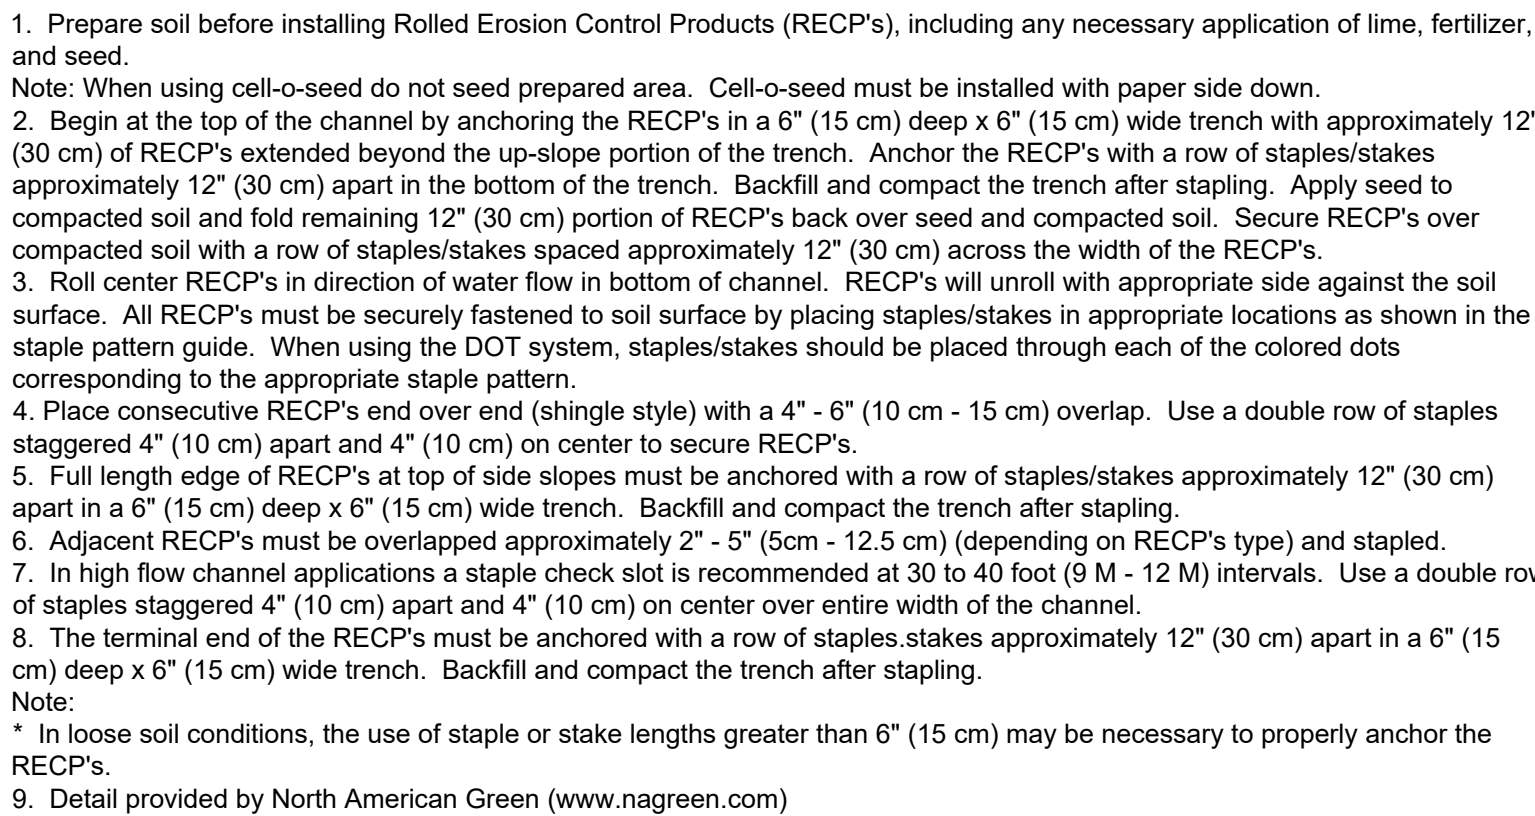 1.  Prepare soil before installing Rolled Erosion Control Products (RECP's), including any necessary application of lime, fertilizer,
and seed.
Note: When using cell-o-seed do not seed prepared area.  Cell-o-seed must be installed with paper side down.
2.  Begin at the top of the channel by anchoring the RECP's in a 6" (15 cm) deep x 6" (15 cm) wide trench with approximately 12"
(30 cm) of RECP's extended beyond the up-slope portion of the trench.  Anchor the RECP's with a row of staples/stakes
approximately 12" (30 cm) apart in the bottom of the trench.  Backfill and compact the trench after stapling.  Apply seed to
compacted soil and fold remaining 12" (30 cm) portion of RECP's back over seed and compacted soil.  Secure RECP's over
compacted soil with a row of staples/stakes spaced approximately 12" (30 cm) across the width of the RECP's.
3.  Roll center RECP's in direction of water flow in bottom of channel.  RECP's will unroll with appropriate side against the soil
surface.  All RECP's must be securely fastened to soil surface by placing staples/stakes in appropriate locations as shown in the
staple pattern guide.  When using the DOT system, staples/stakes should be placed through each of the colored dots
corresponding to the appropriate staple pattern.
4. Place consecutive RECP's end over end (shingle style) with a 4" - 6" (10 cm - 15 cm) overlap.  Use a double row of staples
staggered 4" (10 cm) apart and 4" (10 cm) on center to secure RECP's.
5.  Full length edge of RECP's at top of side slopes must be anchored with a row of staples/stakes approximately 12" (30 cm)
apart in a 6" (15 cm) deep x 6" (15 cm) wide trench.  Backfill and compact the trench after stapling.
6.  Adjacent RECP's must be overlapped approximately 2" - 5" (5cm - 12.5 cm) (depending on RECP's type) and stapled.
7.  In high flow channel applications a staple check slot is recommended at 30 to 40 foot (9 M - 12 M) intervals.  Use a double row
of staples staggered 4" (10 cm) apart and 4" (10 cm) on center over entire width of the channel.
8.  The terminal end of the RECP's must be anchored with a row of staples.stakes approximately 12" (30 cm) apart in a 6" (15
cm) deep x 6" (15 cm) wide trench.  Backfill and compact the trench after stapling.
Note:
*  In loose soil conditions, the use of staple or stake lengths greater than 6" (15 cm) may be necessary to properly anchor the
RECP's.
9.  Detail provided by North American Green (www.nagreen.com)